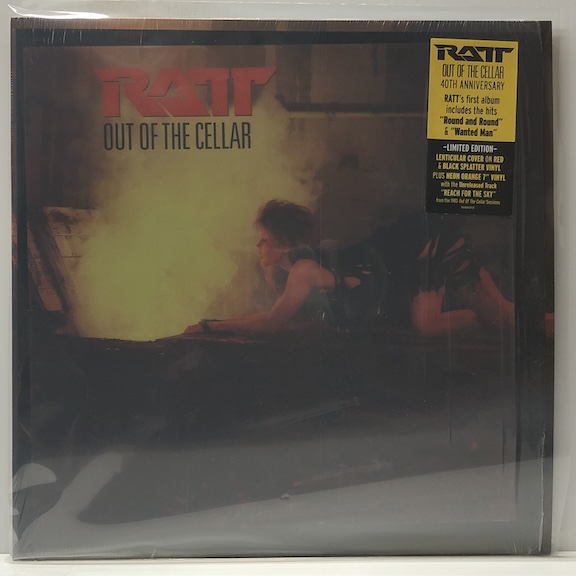 RATT
OUT OF THE CELLAR
RATT
OUT OF THE CELLAR
40TH ANNIVERSARY
RATT's first album
includes the hits
"Round and Round"
& "Wanted Man"
–LIMITED EDITION–
LENTICULAR COVER ON RED
& BLACK SPLATTER VINYL
PLUS NEON ORANGE 7" VINYL
with the Unreleased Track
"REACH FOR THE SKY"
from the 1983 Out Of The Cellar Sessions